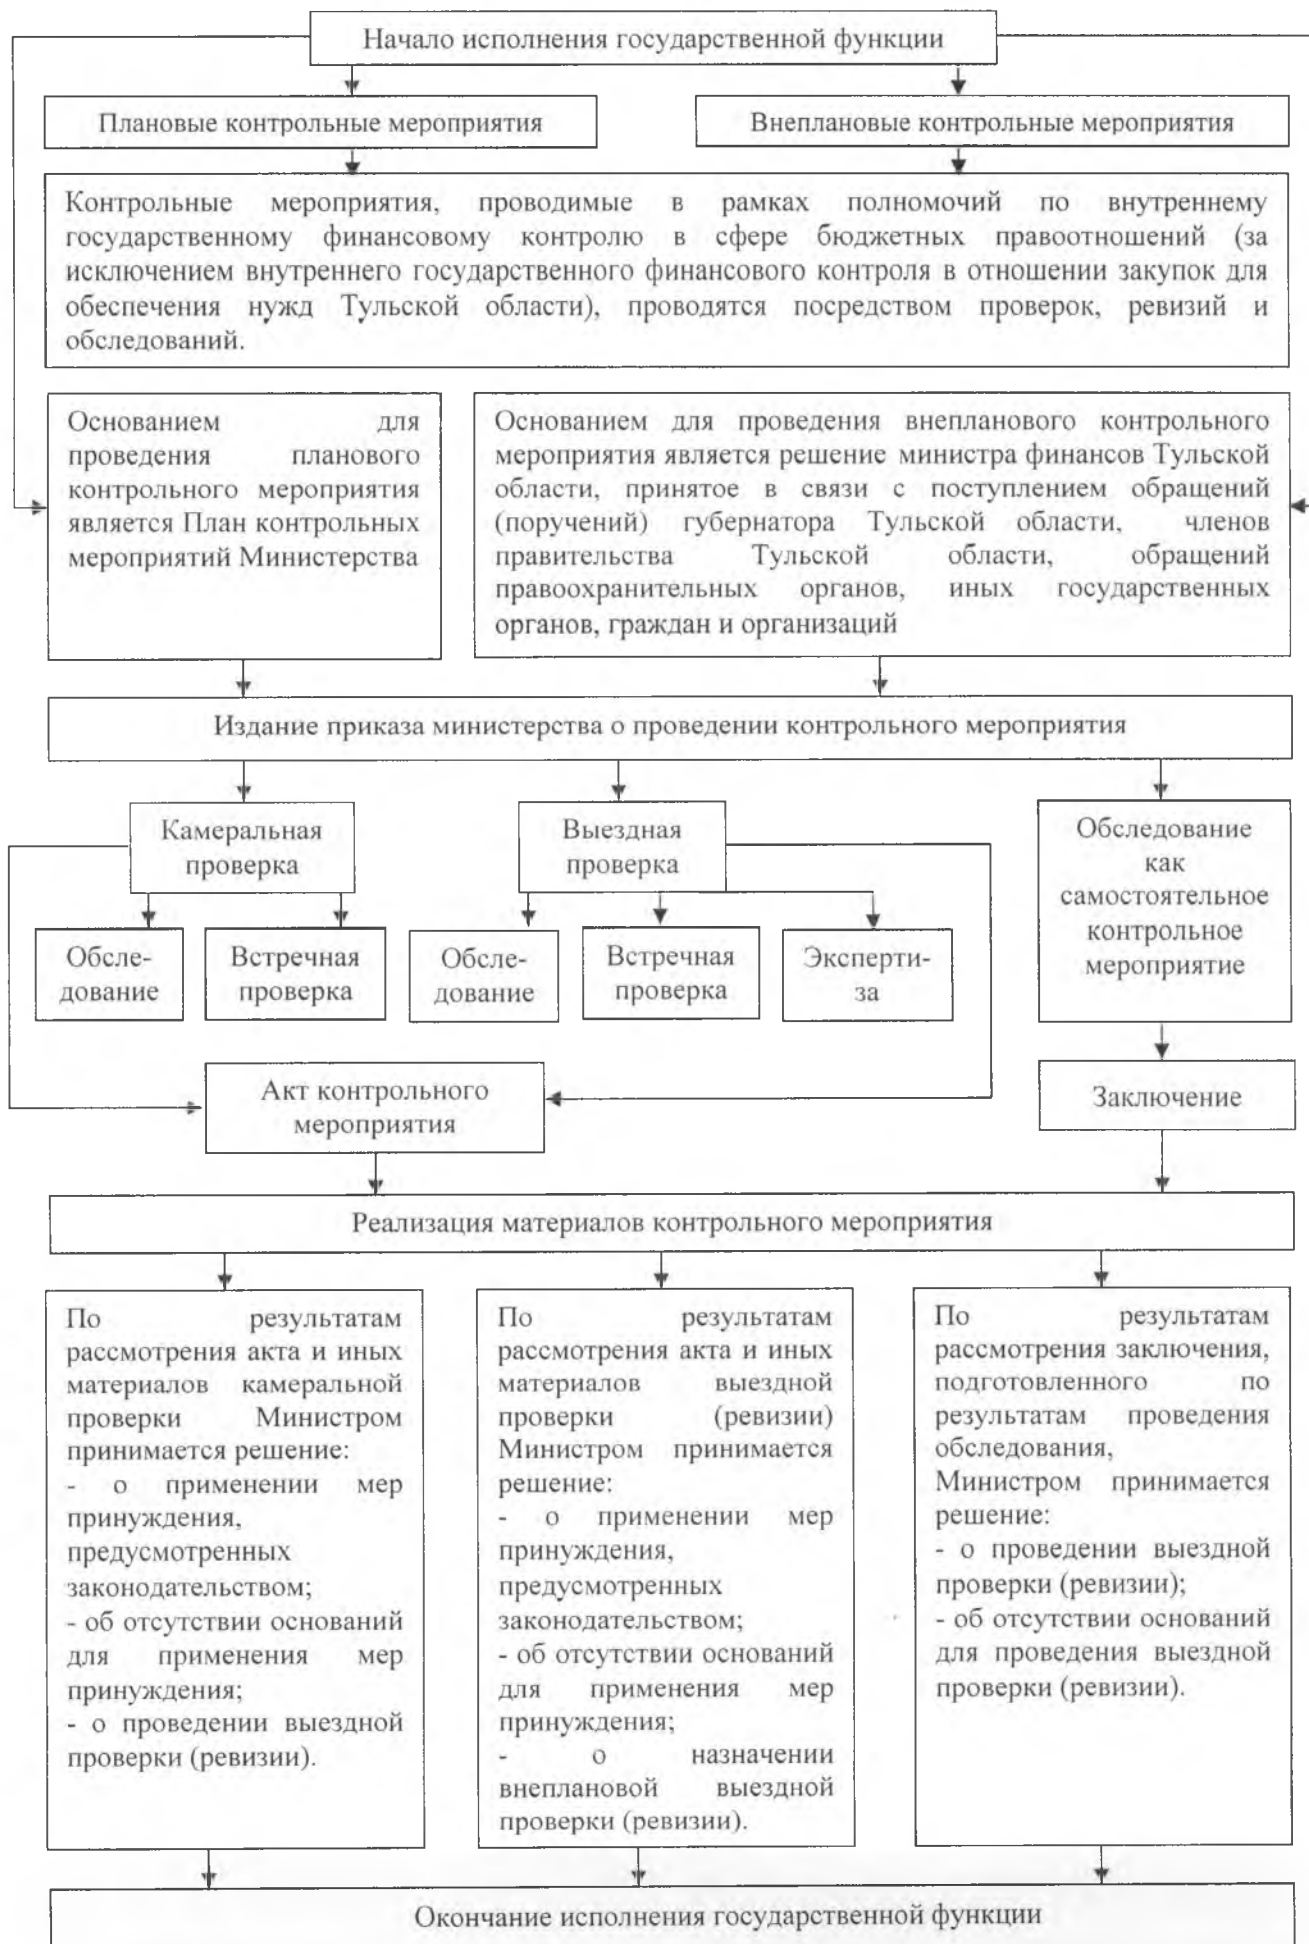 Начало исполнения государственной функции
Плановые контрольные мероприятия
Внеплановые контрольные мероприятия
Контрольные мероприятия, проводимые в рамках полномочий по внутреннему
государственному финансовому контролю в сфере бюджетных правоотношений (за
исключением внутреннего государственного финансового контроля в отношении закупок для
обеспечения нужд Тульской области), проводятся посредством проверок, ревизий и
обследований.
Основанием для
проведения планового
контрольного мероприятия
является План контрольных
мероприятий Министерства
Основанием для проведения внепланового контрольного
мероприятия является решение министра финансов Тульской
области, принятое в связи с поступлением обращений
(поручений) губернатора Тульской области, членов
правительства Тульской области, обращений
правоохранительных органов, иных государственных
органов, граждан и организаций
Издание приказа министерства о проведении контрольного мероприятия
Камеральная
проверка
Выездная
проверка
Обследование
как
самостоятельное
контрольное
мероприятие
Обсле-
дование
Встречная
проверка
Обсле-
дование
Встречная
проверка
Эксперти-
за
Акт контрольного
мероприятия
Заключение
Реализация материалов контрольного мероприятия
По результатам
рассмотрения акта и иных
материалов камеральной
проверки Министром
принимается решение:
- о применении мер
принуждения,
предусмотренных
законодательством;
- об отсутствии оснований
для применения мер
принуждения;
- о проведении выездной
проверки (ревизии).
По результатам
рассмотрения акта и иных
материалов выездной
проверки (ревизии)
Министром принимается
решение:
- о применении мер
принуждения,
предусмотренных
законодательством;
- об отсутствии оснований
для применения мер
принуждения;
- о назначении
внеплановой выездной
проверки (ревизии).
По результатам
рассмотрения заключения,
подготовленного по
результатам проведения
обследования,
Министром принимается
решение:
- о проведении выездной
проверки (ревизии);
- об отсутствии оснований
для проведения выездной
проверки (ревизии).
Окончание исполнения государственной функции